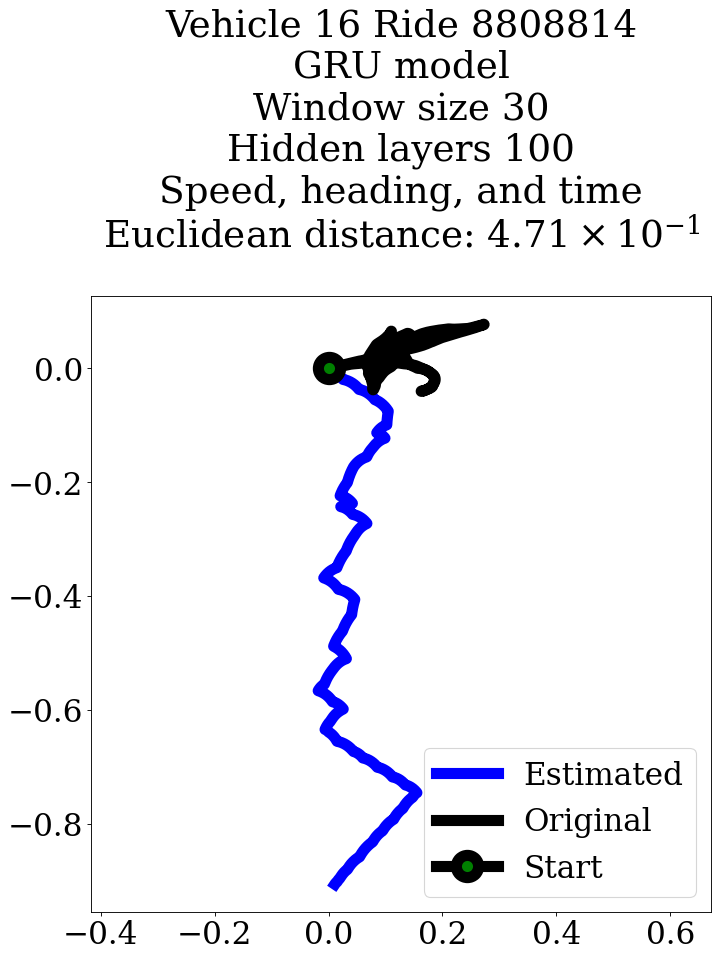 Vehicle 16 Ride 8808814
GRU model
Window size 30
Hidden layers 100
Speed, heading, and time
Euclidean distance: 4.71 × 10⁻¹
0.0
−0.2
−0.4
−0.6
−0.8
Estimated
Original
Start
−0.4 −0.2 0.0 0.2 0.4 0.6